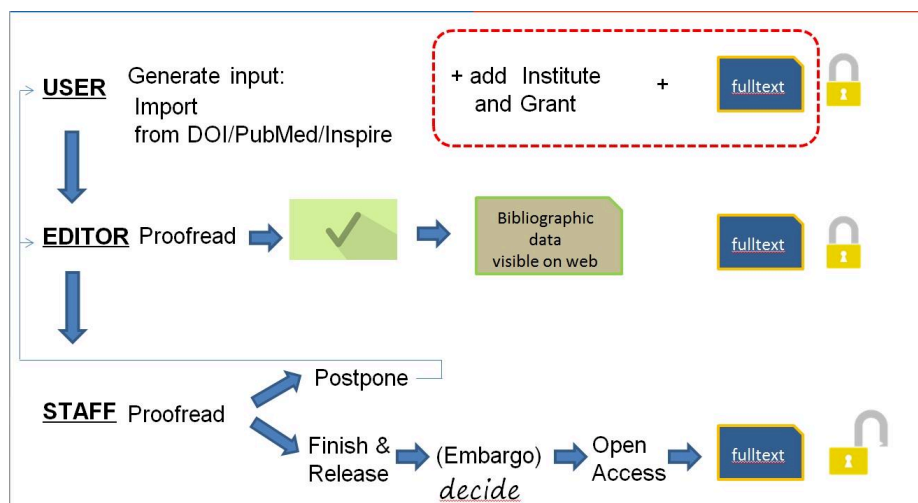 USER
Generate input:
Import
from DOI/PubMed/Inspire
+ add Institute
and Grant
+
fulltext
EDITOR Proofread
Bibliographic
data
visible on web
fulltext
Postpone
STAFF Proofread
Finish &
Release
(Embargo)
decide
Open
Access
fulltext